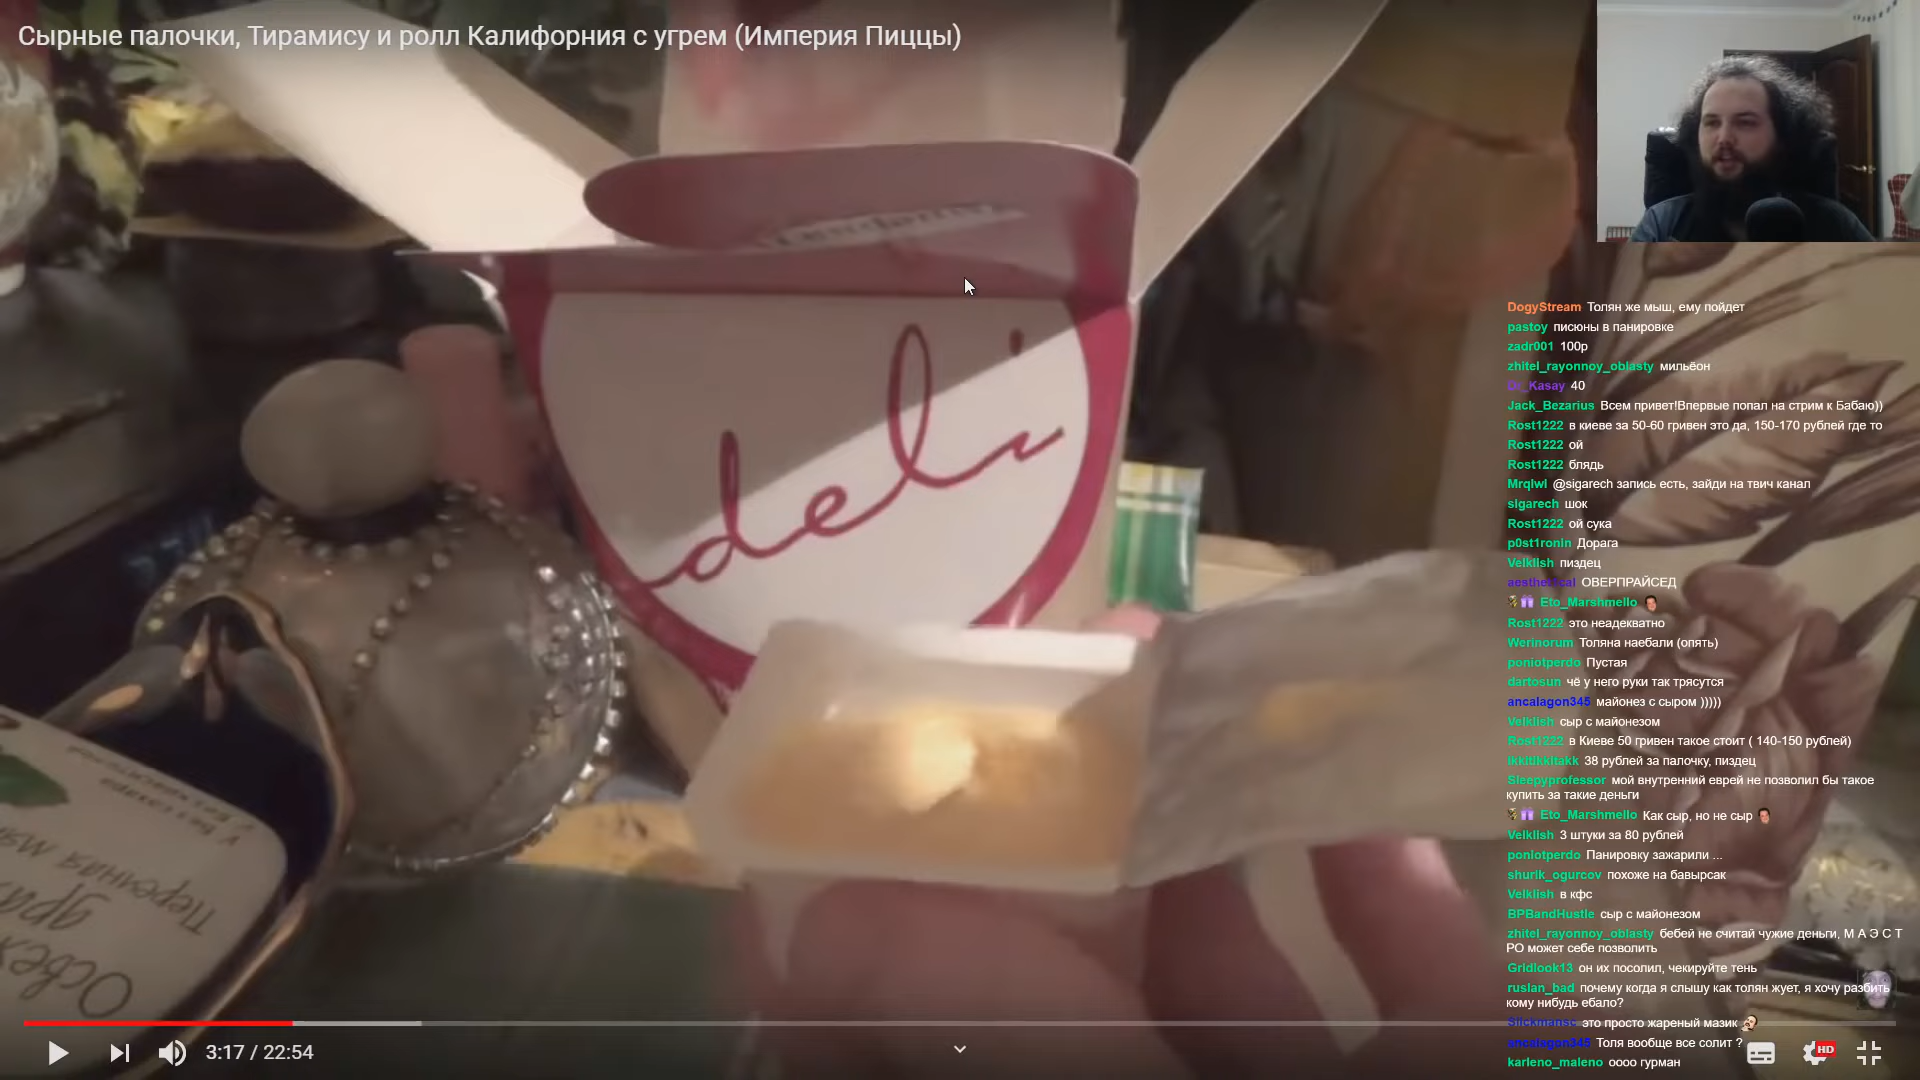 Сырные палочки, Тирамису и ролл Калифорния с угрем (Империя Пиццы)
deli
DogyStream Толян же мыш, ему пойдет
pastoy писюны в панировке
zadr001 100р
zhitel_rayonnoy_oblasty мильёон
Dr_Kasay 40
Jack_Bezarius Всем привет!Впервые попал на стрим к Бабаю))
Rost1222 в киеве за 50-60 гривен это да, 150-170 рублей где то
Rost1222 ой
Rost1222 блядь
Mrqiwi @sigarech запись есть, зайди на твич канал
sigarech шок
Rost1222 ой сука
p0st1ronin Дорага
Velklish пиздец
aesthetical ОВЕРПРАЙСЕД
Eto_Marshmello
Rost1222 это неадекватно
Werinorum Толяна наебали (опять)
poniotperdo Пустая
dartosun чё у него руки так трясутся
ancalagon345 майонез с сыром )))))
Velklish сыр с майонезом
Rost1222 в Киеве 50 гривен такое стоит ( 140-150 рублей)
ikkitikkitakk 38 рублей за палочку, пиздец
Sleepyprofessor мой внутренний еврей не позволил бы такое
купить за такие деньги
Eto_Marshmello Как сыр, но не сыр
Velklish 3 штуки за 80 рублей
poniotperdo Панировку зажарили ...
shurik_ogurcov похоже на бавырсак
Velklish в кфс
BPBandHustle сыр с майонезом
zhitel_rayonnoy_oblasty бебей не считай чужие деньги, М А Э С Т
РО может себе позволить
Gridlook13 он их посолил, чекируйте тень
ruslan_bad почему когда я слышу как толян жует, я хочу разбить
кому нибудь ебало?
это просто жареный мазик
ancalagon345 Толя вообще все солит ?
karleno_maleno оооо гурман
3:17 / 22:54
HD